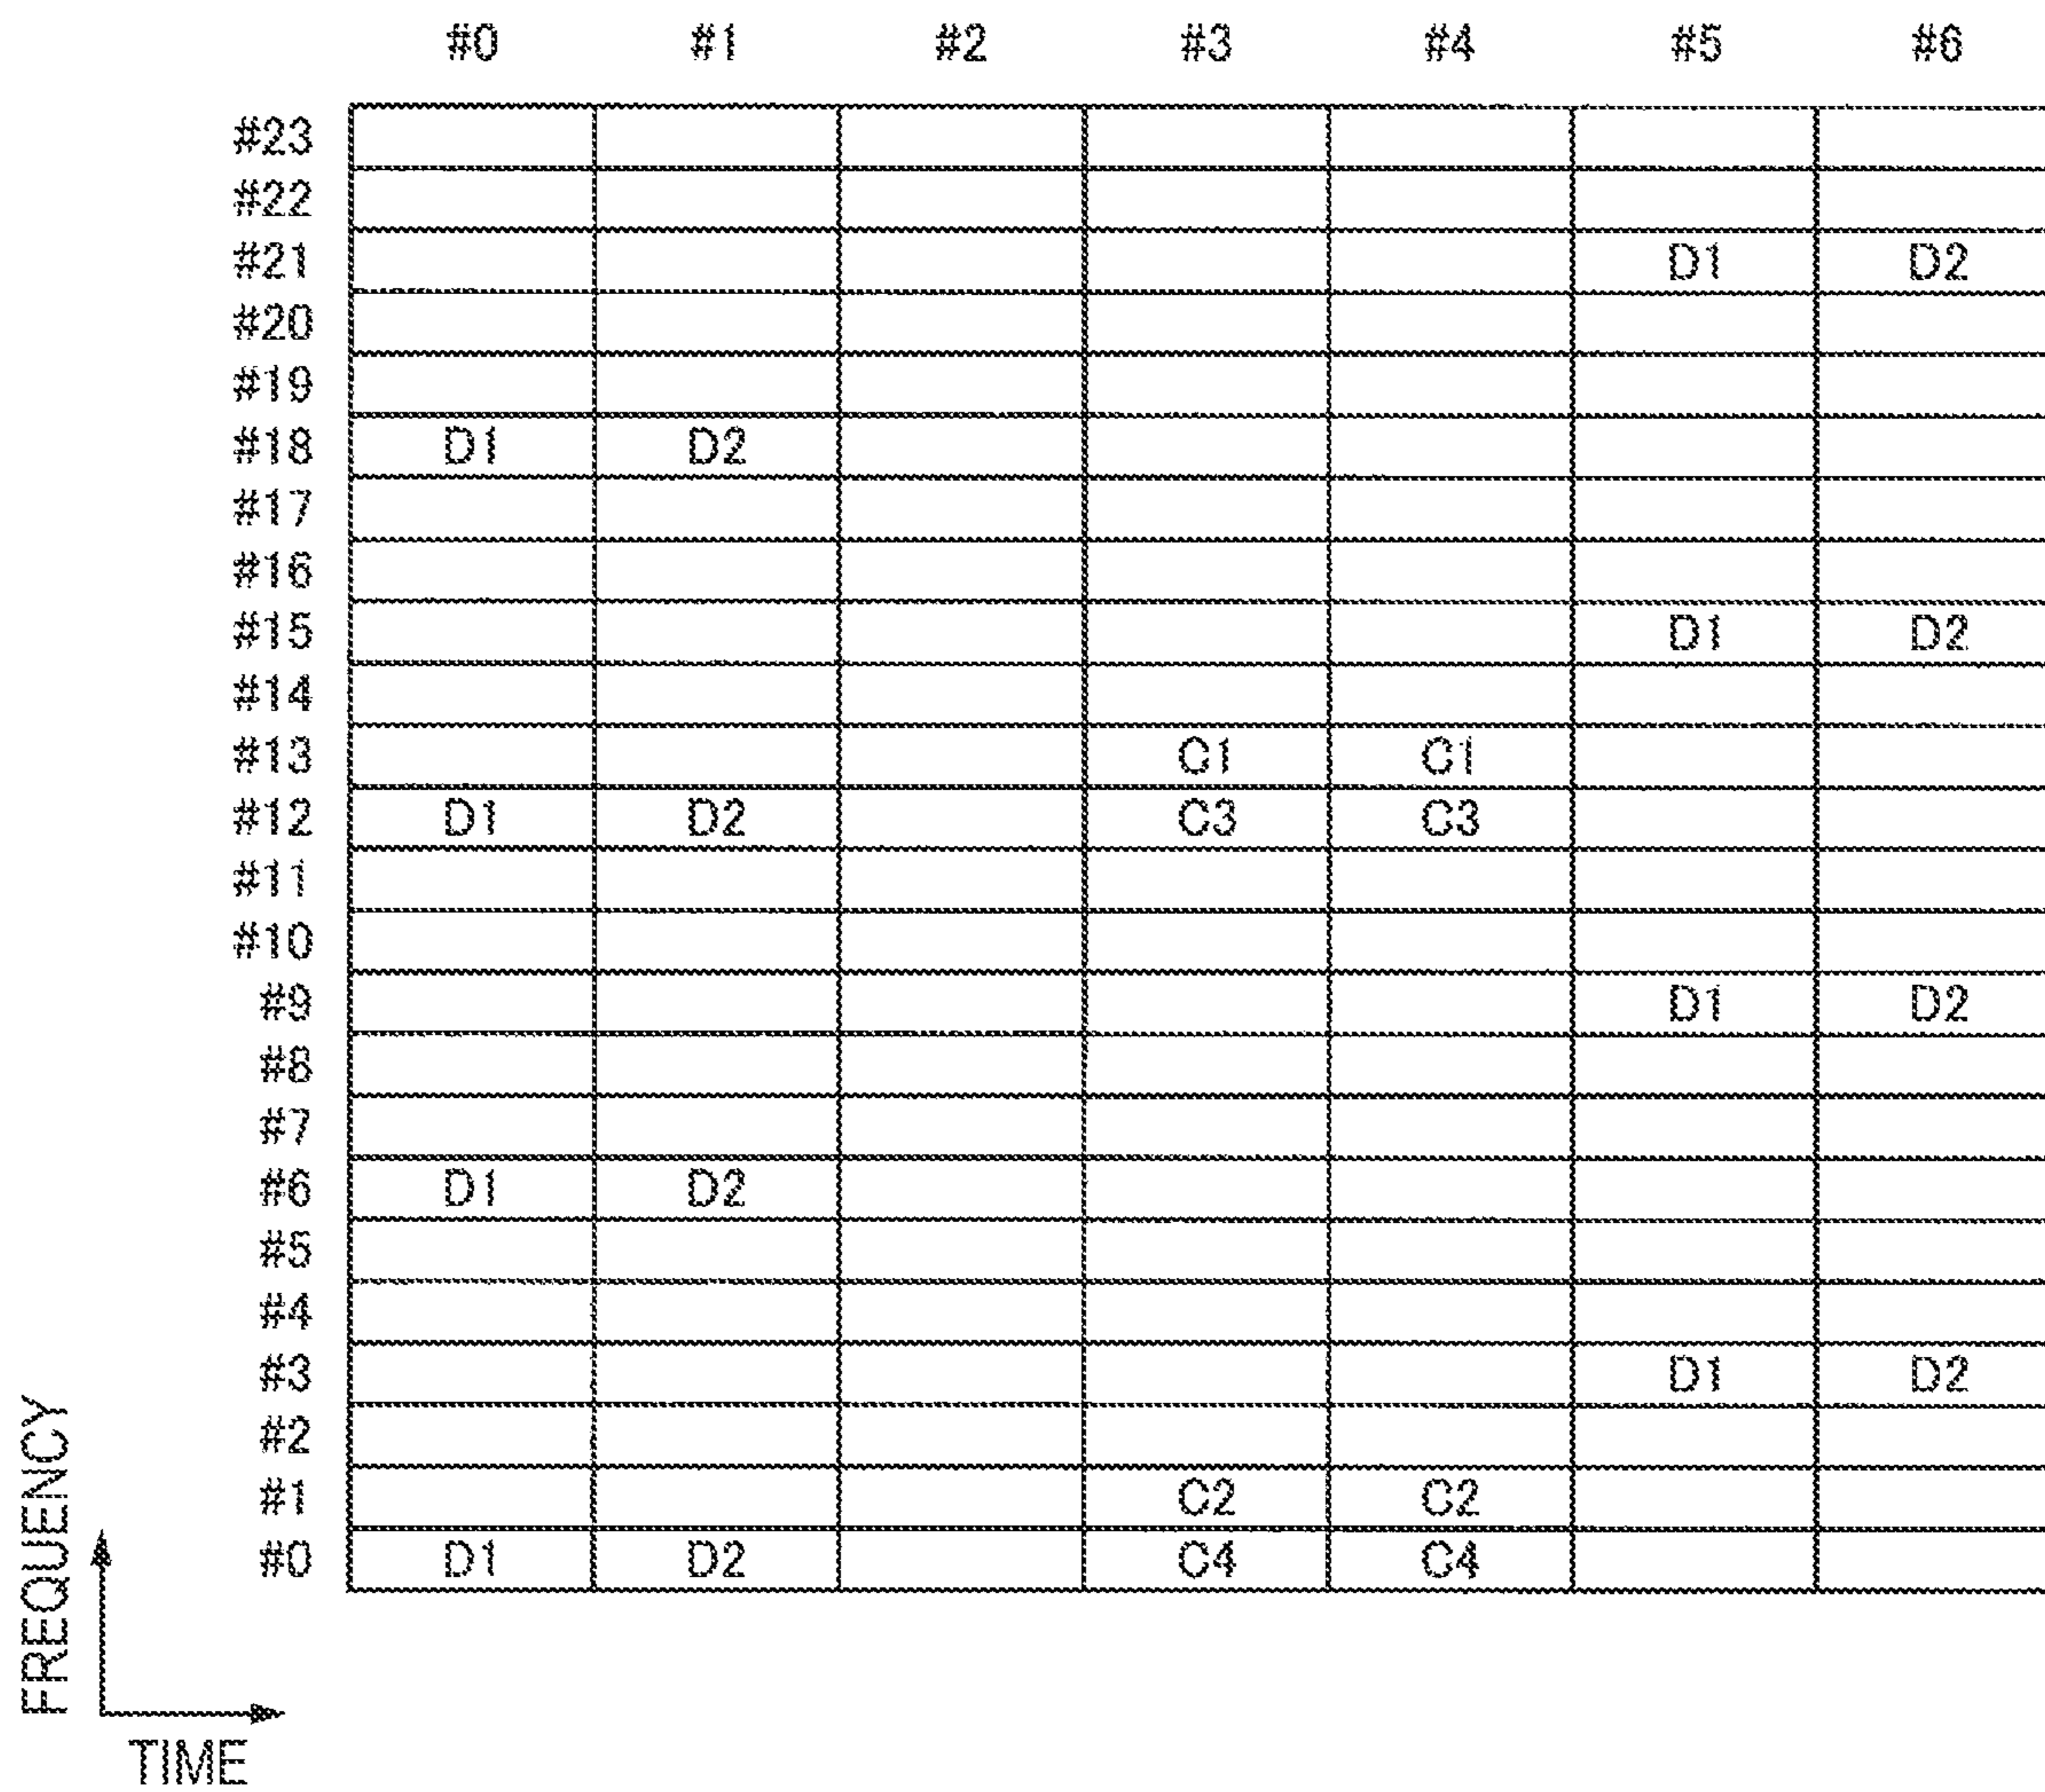 #0 #1 #2 #3 #4 #5 #6
#23
#22
#21 D1 D2
#20
#19
#18 D1 D2
#17
#16
#15 D1 D2
#14
#13 C1 C1
#12 D1 D2 C3 C3
#11
#10
#9 D1 D2
#8
#7
#6 D1 D2
#5
#4
#3 D1 D2
#2
#1 C2 C2
#0 D1 D2 C4 C4
FREQUENCY
TIME